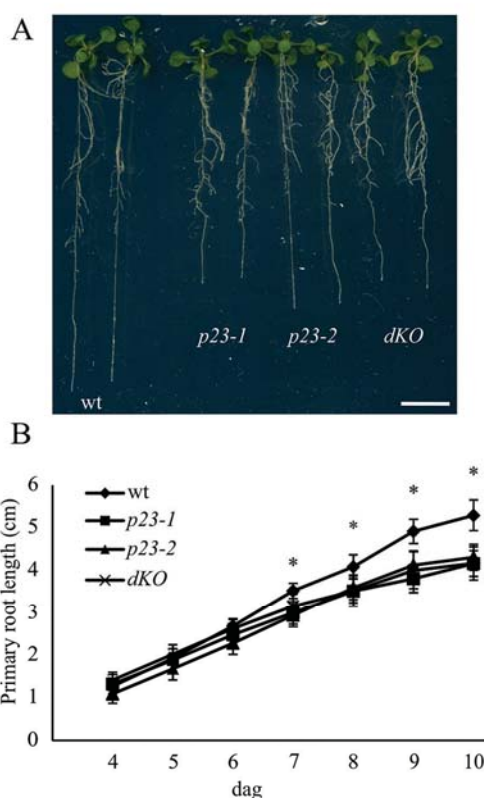 A
p23-1 p23-2 dKO
wt
B
6
5
4
3
2
1
0
Primary root length (cm)
wt
p23-1
p23-2
dKO
* * * *
4 5 6 7 8 9 10
dag